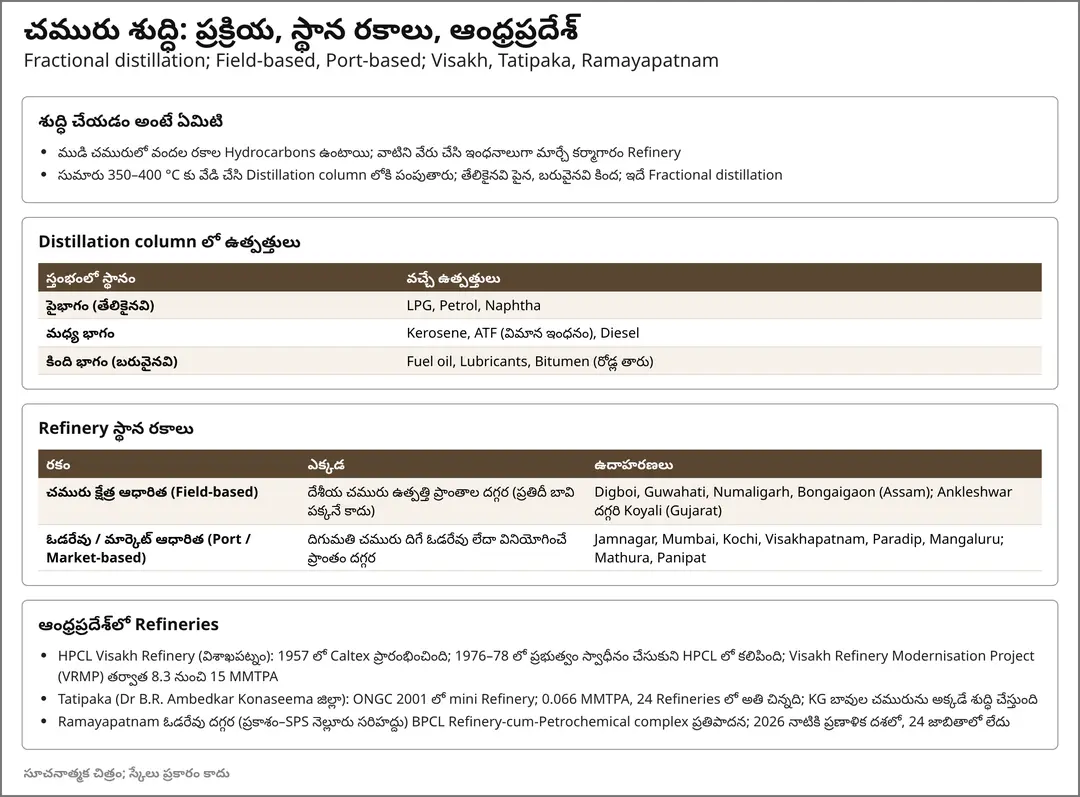 చమురు శుద్ధి: ప్రక్రియ, స్థాన రకాలు, ఆంధ్రప్రదేశ్
Fractional distillation; Field-based, Port-based; Visakh, Tatipaka, Ramayapatnam
శుద్ధి చేయడం అంటే ఏమిటి
• ముడి చమురులో వందల రకాల Hydrocarbons ఉంటాయి; వాటిని వేరు చేసి ఇంధనాలుగా మార్చే కర్మాగారం Refinery
• సుమారు 350–400 °C కు వేడి చేసి Distillation column లోకి పంపుతారు; తేలికైనవి పైన, బరువైనవి కింద; ఇదే Fractional distillation
Distillation column లో ఉత్పత్తులు
స్తంభంలో స్థానం వచ్చే ఉత్పత్తులు
పైభాగం (తేలికైనవి) LPG, Petrol, Naphtha
మధ్య భాగం Kerosene, ATF (విమాన ఇంధనం), Diesel
కింది భాగం (బరువైనవి) Fuel oil, Lubricants, Bitumen (రోడ్ల తారు)
Refinery స్థాన రకాలు
రకం ఎక్కడ ఉదాహరణలు
చమురు క్షేత్ర ఆధారిత (Field-based) దేశీయ చమురు ఉత్పత్తి ప్రాంతాల దగ్గర (ప్రతిదీ బావి Digboi, Guwahati, Numaligarh, Bongaigaon (Assam); Ankleshwar
పక్కనే కాదు) దగ్గరి Koyali (Gujarat)
ఓడరేవు / మార్కెట్ ఆధారిత (Port / దిగుమతి చమురు దిగే ఓడరేవు లేదా వినియోగించే Jamnagar, Mumbai, Kochi, Visakhapatnam, Paradip, Mangaluru;
Market-based) ప్రాంతం దగ్గర Mathura, Panipat
ఆంధ్రప్రదేశ్‌లో Refineries
• HPCL Visakh Refinery (విశాఖపట్నం): 1957 లో Caltex ప్రారంభించింది; 1976–78 లో ప్రభుత్వం స్వాధీనం చేసుకుని HPCL లో కలిపింది; Visakh Refinery Modernisation Project
(VRMP) తర్వాత 8.3 నుంచి 15 MMTPA
• Tatipaka (Dr B.R. Ambedkar Konaseema జిల్లా): ONGC 2001 లో mini Refinery; 0.066 MMTPA, 24 Refineries లో అతి చిన్నది; KG బావుల చమురును అక్కడే శుద్ధి చేస్తుంది
• Ramayapatnam ఓడరేవు దగ్గర (ప్రకాశం–SPS నెల్లూరు సరిహద్దు) BPCL Refinery-cum-Petrochemical complex ప్రతిపాదన; 2026 నాటికి ప్రణాళిక దశలో, 24 జాబితాలో లేదు
సూచనాత్మక చిత్రం; స్కేలు ప్రకారం కాదు